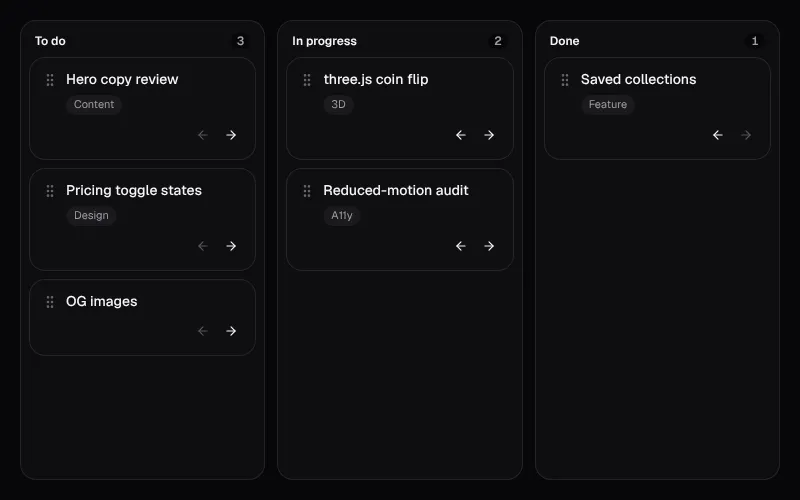 To do 3
Hero copy review
Content
Pricing toggle states
Design
OG images
In progress 2
three.js coin flip
3D
Reduced-motion audit
A11y
Done 1
Saved collections
Feature